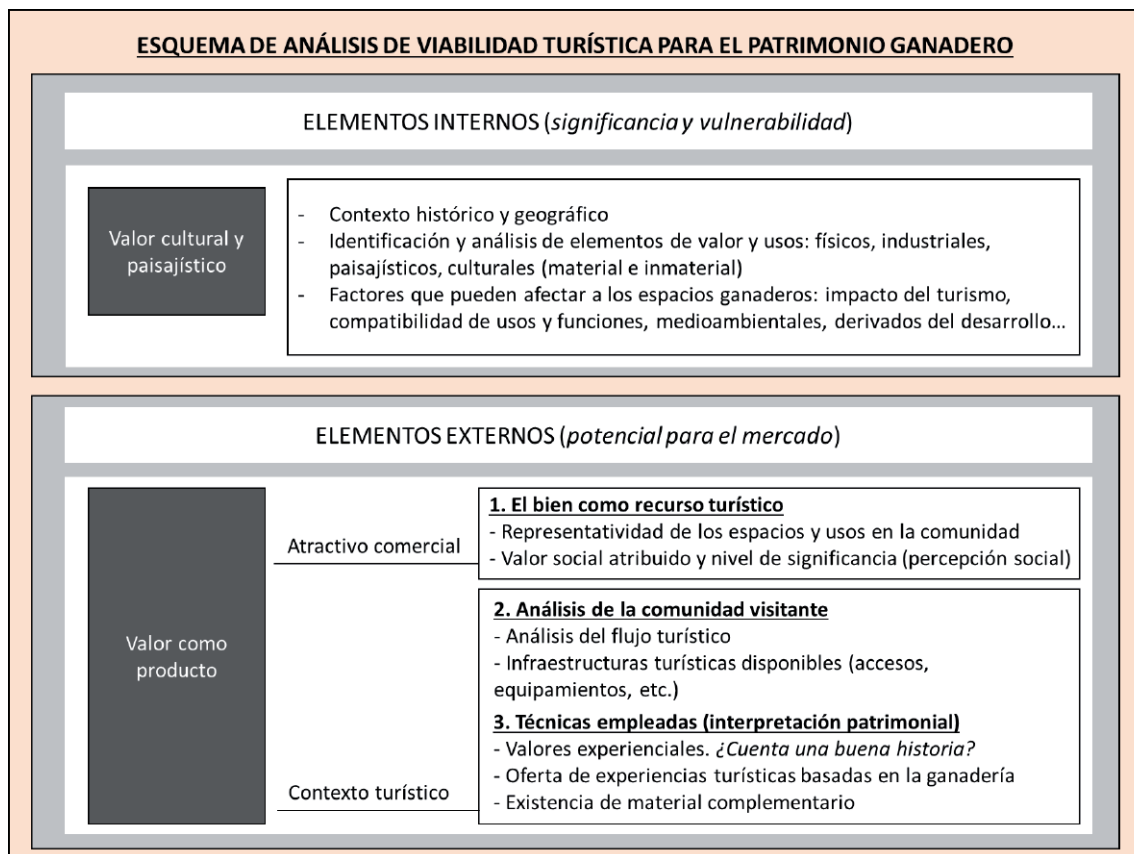 ESQUEMA DE ANÁLISIS DE VIABILIDAD TURÍSTICA PARA EL PATRIMONIO GANADERO
ELEMENTOS INTERNOS (significancia y vulnerabilidad)
Valor cultural y
paisajístico
- Contexto histórico y geográfico
- Identificación y análisis de elementos de valor y usos: físicos, industriales,
paisajísticos, culturales (material e inmaterial)
- Factores que pueden afectar a los espacios ganaderos: impacto del turismo,
compatibilidad de usos y funciones, medioambientales, derivados del desarrollo…
ELEMENTOS EXTERNOS (potencial para el mercado)
Valor como
producto
Atractivo comercial
1. El bien como recurso turístico
- Representatividad de los espacios y usos en la comunidad
- Valor social atribuido y nivel de significancia (percepción social)
Contexto turístico
2. Análisis de la comunidad visitante
- Análisis del flujo turístico
- Infraestructuras turísticas disponibles (accesos,
equipamientos, etc.)
3. Técnicas empleadas (interpretación patrimonial)
- Valores experienciales. ¿Cuenta una buena historia?
- Oferta de experiencias turísticas basadas en la ganadería
- Existencia de material complementario